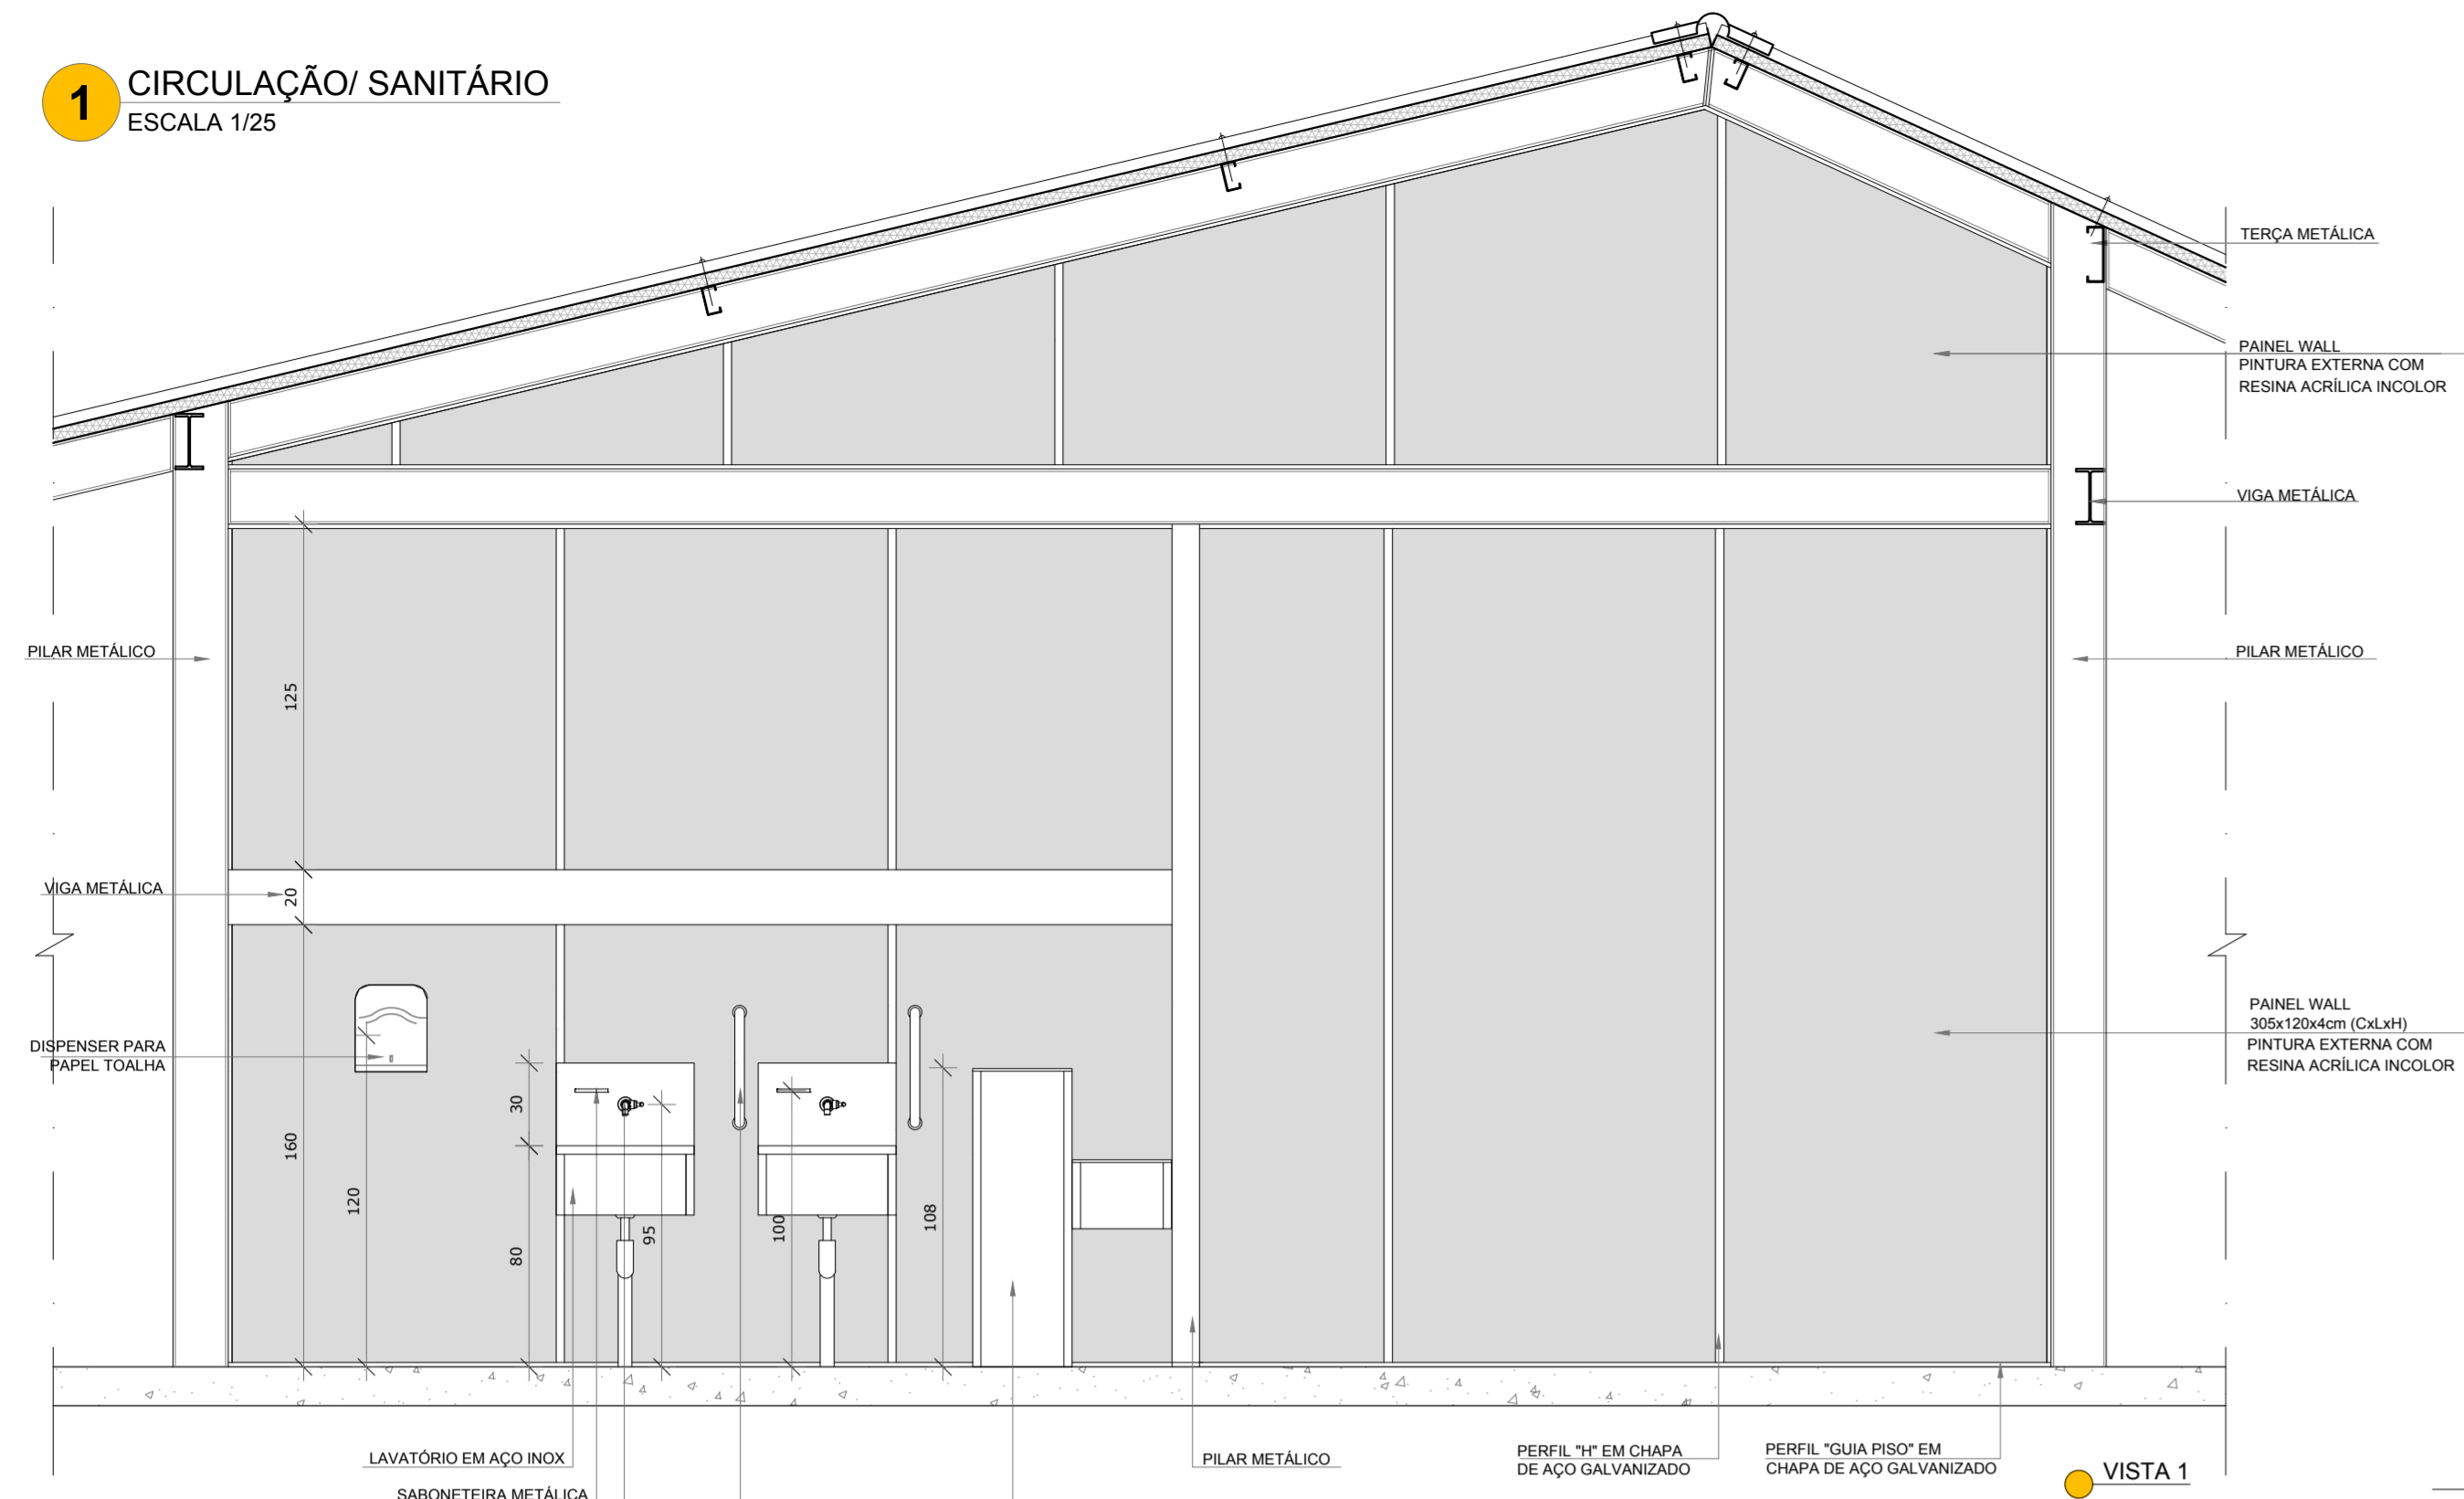 1
CIRCULAÇÃO/ SANITÁRIO
ESCALA 1/25
TERÇA METÁLICA
PAINEL WALL
PINTURA EXTERNA COM
RESINA ACRÍLICA INCOLOR
VIGA METÁLICA
PILAR METÁLICO
PILAR METÁLICO
125
VIGA METÁLICA
20
DISPENSER PARA
PAPEL TOALHA
PAINEL WALL
305x120x4cm (CxLxH)
PINTURA EXTERNA COM
RESINA ACRÍLICA INCOLOR
30
160
120
80
95
100
108
LAVATÓRIO EM AÇO INOX
SABONETEIRA METÁLICA
PILAR METÁLICO
PERFIL "H" EM CHAPA
DE AÇO GALVANIZADO
PERFIL "GUIA PISO" EM
CHAPA DE AÇO GALVANIZADO
VISTA 1